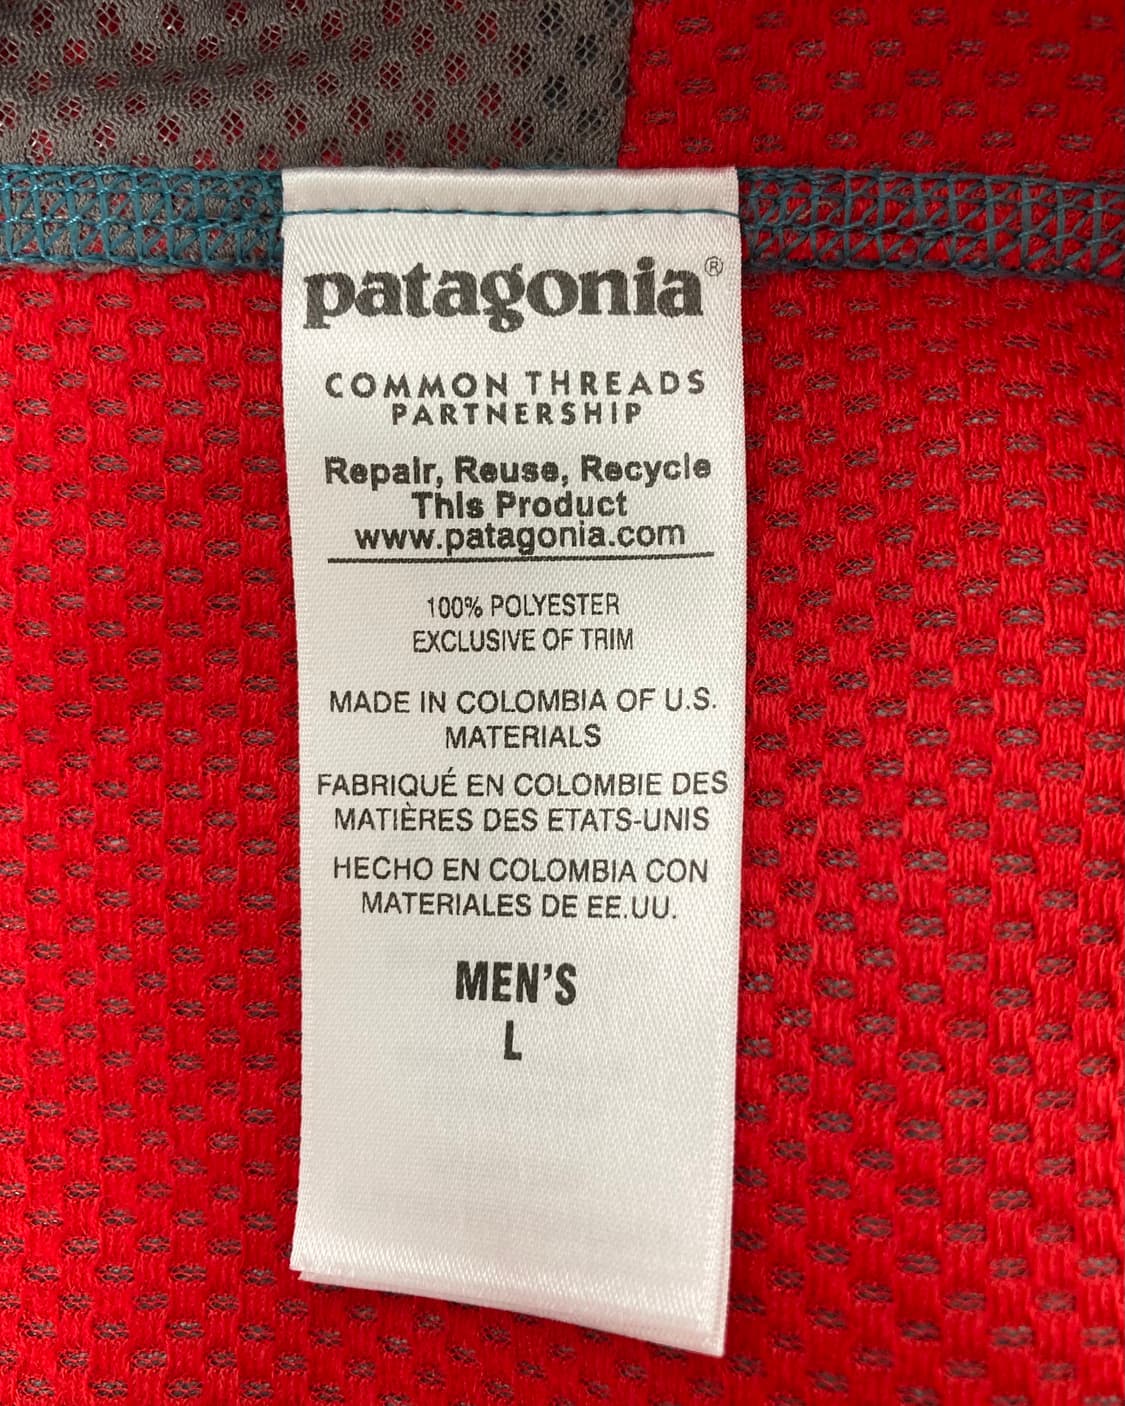 patagonia®
COMMON THREADS
PARTNERSHIP
Repair, Reuse, Recycle
This Product
www.patagonia.com
100% POLYESTER
EXCLUSIVE OF TRIM
MADE IN COLOMBIA OF U.S.
MATERIALS
FABRIQUÉ EN COLOMBIE DES
MATIÈRES DES ETATS-UNIS
HECHO EN COLOMBIA CON
MATERIALES DE EE.UU.
MEN'S
L